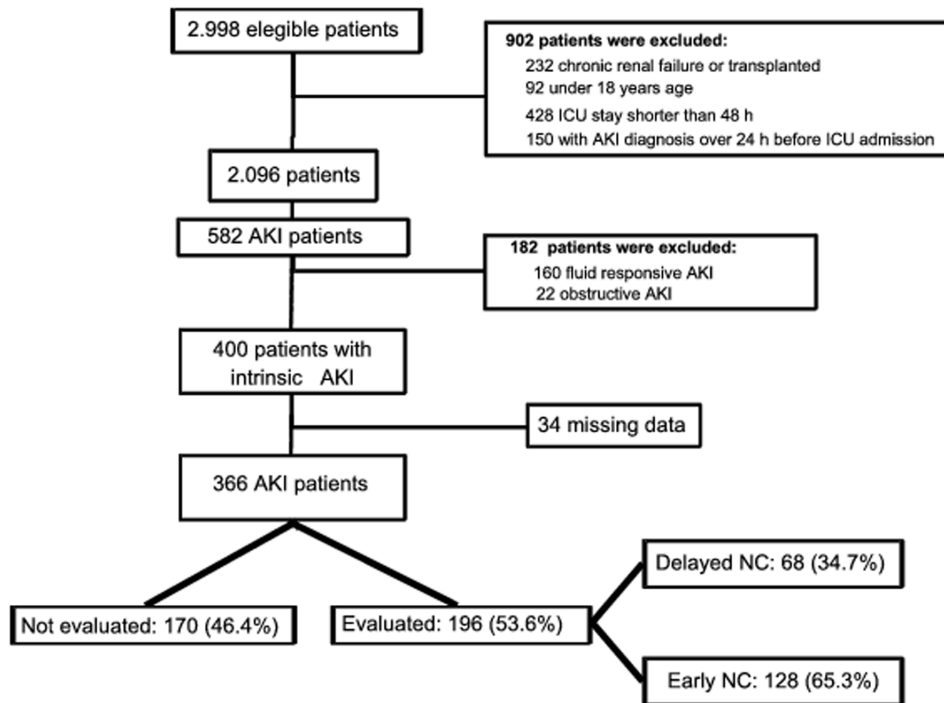 2.998 elegible patients
902 patients were excluded:
232 chronic renal failure or transplanted
92 under 18 years age
428 ICU stay shorter than 48 h
150 with AKI diagnosis over 24 h before ICU admission
2.096 patients
582 AKI patients
182 patients were excluded:
160 fluid responsive AKI
22 obstructive AKI
400 patients with
intrinsic AKI
34 missing data
366 AKI patients
Delayed NC: 68 (34.7%)
Not evaluated: 170 (46.4%)
Evaluated: 196 (53.6%)
Early NC: 128 (65.3%)